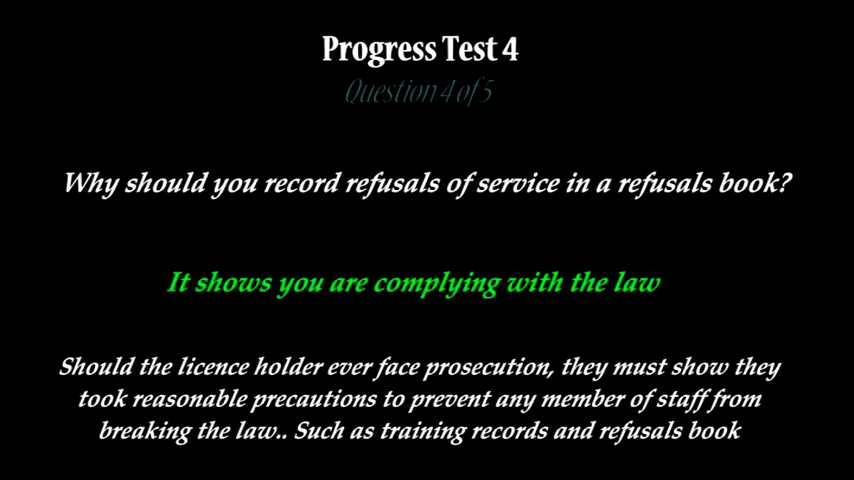 Progress Test 4
Question 4 of 5
Why should you record refusals of service in a refusals book?
It shows you are complying with the law
Should the licence holder ever face prosecution, they must show they
took reasonable precautions to prevent any member of staff from
breaking the law.. Such as training records and refusals book